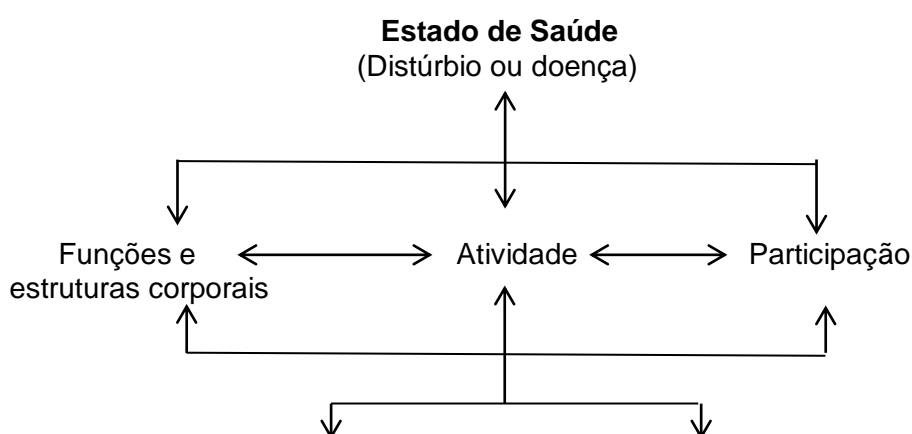 Estado de Saúde
(Distúrbio ou doença)
Funções e
estruturas corporais
Atividade
Participação